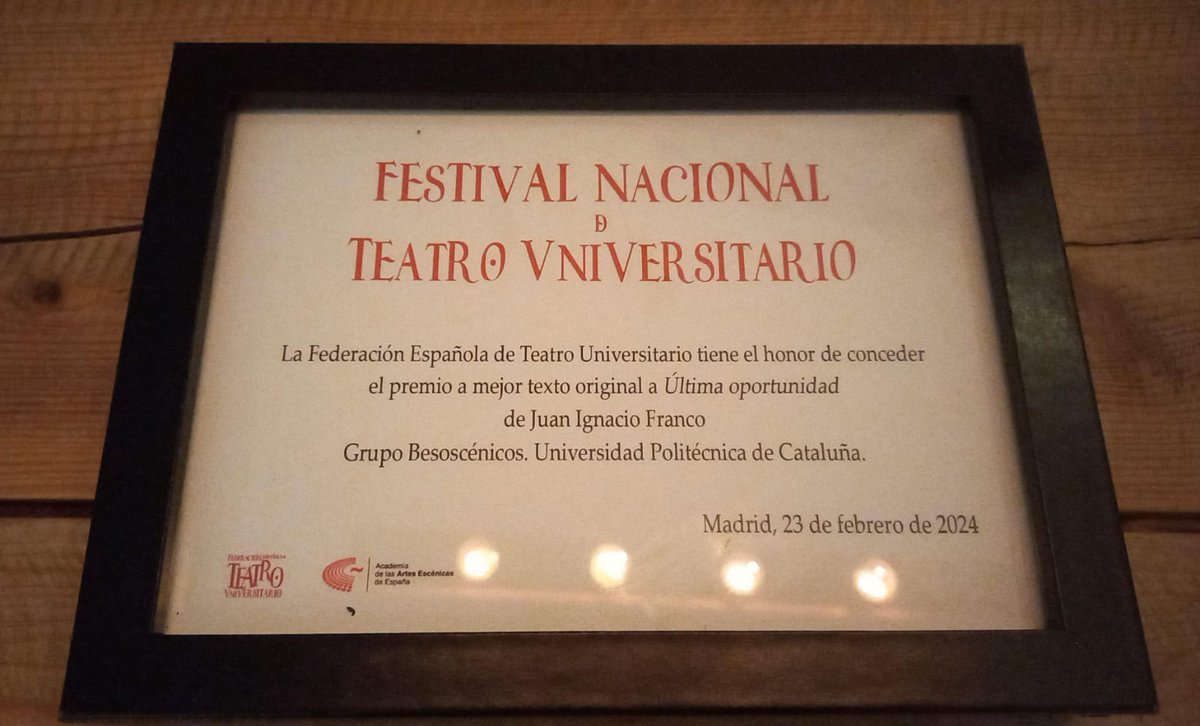 FESTIVAL NACIONAL
D
TEATRO VNIVERSITARIO
La Federación Española de Teatro Universitario tiene el honor de conceder
el premio a mejor texto original a Última oportunidad
de Juan Ignacio Franco
Grupo Besoscénicos. Universidad Politécnica de Cataluña.
Madrid, 23 de febrero de 2024
FEDERACIÓN ESPAÑOLA
TEATRO
VNIVERSITARIO
Academia
de las Artes Escénicas
de España